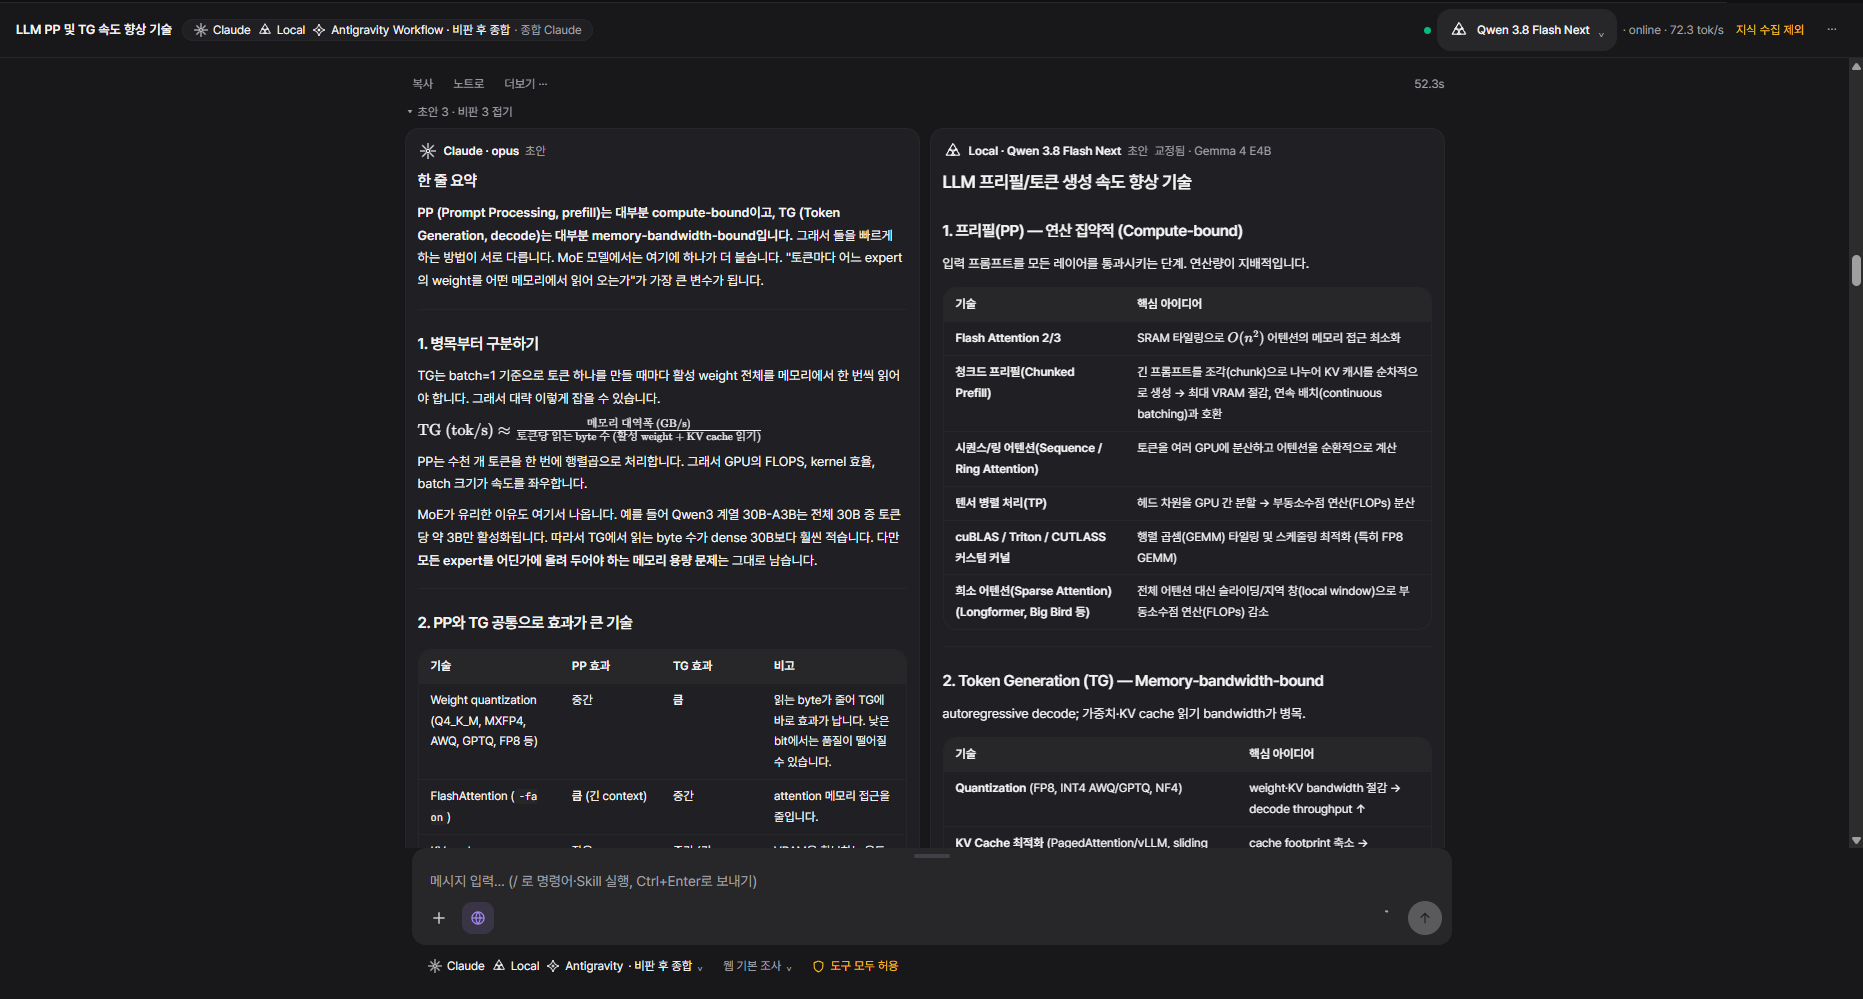 LLM PP 및 TG 속도 향상 기술
Claude Local Antigravity Workflow · 비판 후 종합 · 종합 Claude
Qwen 3.8 Flash Next
· online · 72.3 tok/s
지식 수집 제외
복사 노트로 더보기 ···
52.3s
초안 3 · 비판 3 접기
Claude · opus 초안
한 줄 요약
PP (Prompt Processing, prefill)는 대부분 compute-bound이고, TG (Token
Generation, decode)는 대부분 memory-bandwidth-bound입니다. 그래서 둘을 빠르게
하는 방법이 서로 다릅니다. MoE 모델에서는 여기에 하나가 더 붙습니다. "토큰마다 어느 expert
의 weight를 어떤 메모리에서 읽어 오는가"가 가장 큰 변수가 됩니다.
1. 병목부터 구분하기
TG는 batch=1 기준으로 토큰 하나를 만들 때마다 활성 weight 전체를 메모리에서 한 번씩 읽어
야 합니다. 그래서 대략 이렇게 잡을 수 있습니다.
TG (tok/s) ≈ 메모리 대역폭 (GB/s)
토큰당 읽는 byte 수 (활성 weight + KV cache 읽기)
PP는 수천 개 토큰을 한 번에 행렬곱으로 처리합니다. 그래서 GPU의 FLOPS, kernel 효율,
batch 크기가 속도를 좌우합니다.
MoE가 유리한 이유도 여기서 나옵니다. 예를 들어 Qwen3 계열 30B-A3B는 전체 30B 중 토큰
당 약 3B만 활성화됩니다. 따라서 TG에서 읽는 byte 수가 dense 30B보다 훨씬 적습니다. 다만
모든 expert를 어딘가에 올려 두어야 하는 메모리 용량 문제는 그대로 남습니다.
2. PP와 TG 공통으로 효과가 큰 기술
기술 PP 효과 TG 효과 비고
Weight quantization 중간 큼 읽는 byte가 줄어 TG에
(Q4_K_M, MXFP4, 바로 효과가 납니다. 낮은
AWQ, GPTQ, FP8 등) bit에서는 품질이 떨어질
수 있습니다.
FlashAttention ( -fa 큼 (긴 context) 중간 attention 메모리 접근을
on ) 줄입니다.
Local · Qwen 3.8 Flash Next 초안 교정됨 · Gemma 4 E4B
LLM 프리필/토큰 생성 속도 향상 기술
1. 프리필(PP) — 연산 집약적 (Compute-bound)
입력 프롬프트를 모든 레이어를 통과시키는 단계. 연산량이 지배적입니다.
기술 핵심 아이디어
Flash Attention 2/3 SRAM 타일링으로 O(n²) 어텐션의 메모리 접근 최소화
청크드 프리필(Chunked 긴 프롬프트를 조각(chunk)으로 나누어 KV 캐시를 순차적으
Prefill) 로 생성 → 최대 VRAM 절감, 연속 배치(continuous
batching)과 호환
시퀀스/링 어텐션(Sequence / 토큰을 여러 GPU에 분산하고 어텐션을 순환적으로 계산
Ring Attention)
텐서 병렬 처리(TP) 헤드 차원을 GPU 간 분할 → 부동소수점 연산(FLOPs) 분산
cuBLAS / Triton / CUTLASS 행렬 곱셈(GEMM) 타일링 및 스케줄링 최적화 (특히 FP8
커스텀 커널 GEMM)
희소 어텐션(Sparse Attention) 전체 어텐션 대신 슬라이딩/지역 창(local window)으로 부
(Longformer, Big Bird 등) 동소수점 연산(FLOPs) 감소
2. Token Generation (TG) — Memory-bandwidth-bound
autoregressive decode; 가중치·KV cache 읽기 bandwidth가 병목.
기술 핵심 아이디어
Quantization (FP8, INT4 AWQ/GPTQ, NF4) weight·KV bandwidth 절감 →
decode throughput ↑
KV Cache 최적화 (PagedAttention/vLLM, sliding cache footprint 축소 →
메시지 입력... (/ 로 명령어·Skill 실행, Ctrl+Enter로 보내기)
Claude Local Antigravity · 비판 후 종합 웹 기본 조사 도구 모두 허용